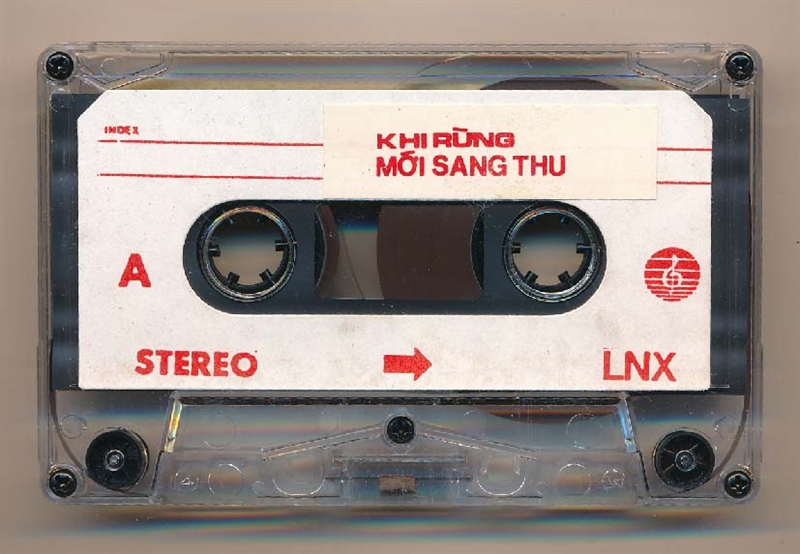 INDEX
KHI RỪNG
MỚI SANG THU
A
STEREO
LNX